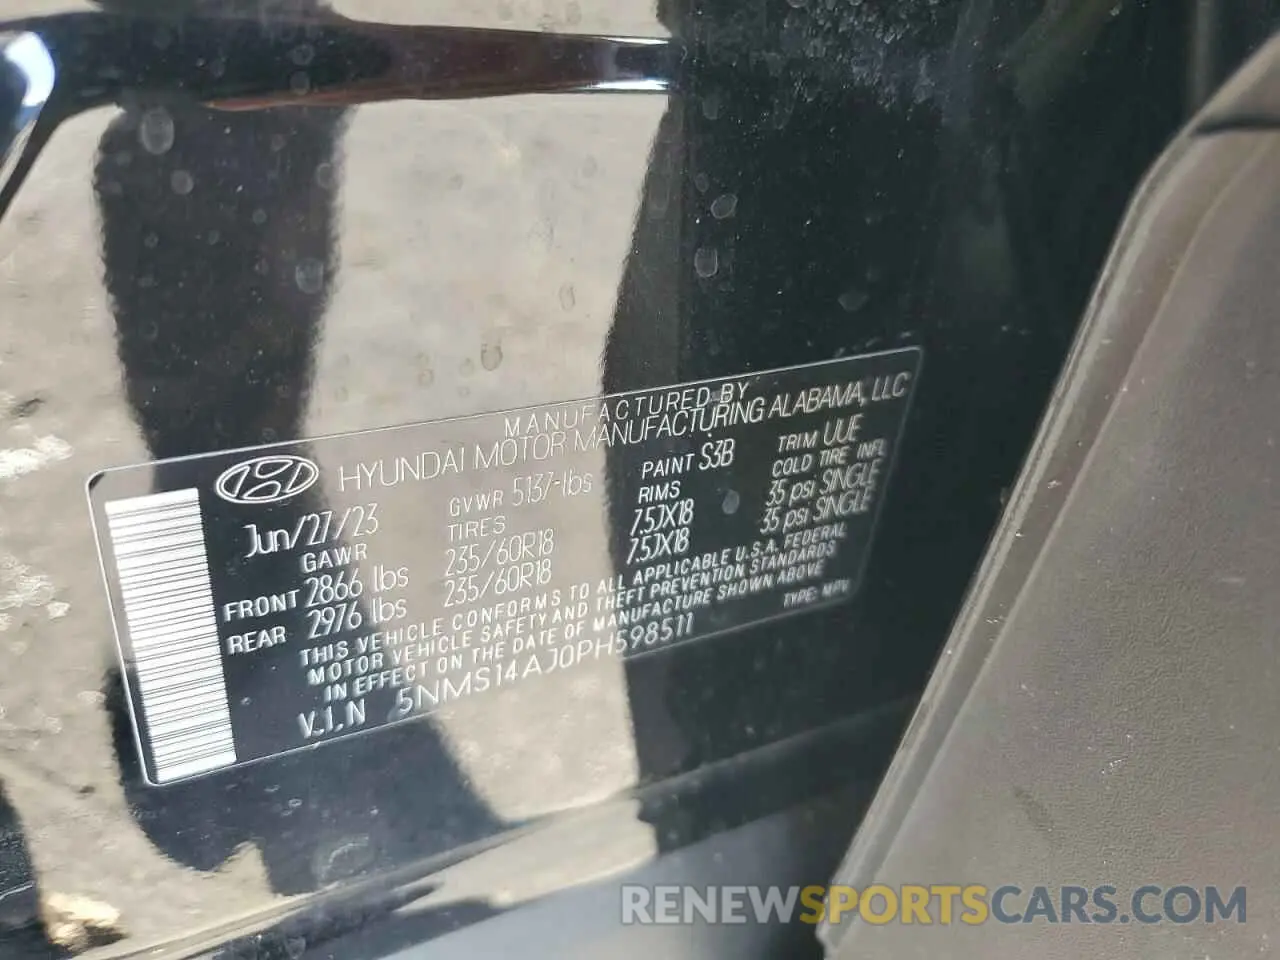 MANUFACTURED BY
HYUNDAI MOTOR MANUFACTURING ALABAMA, LLC
Jun/27/23 GVWR 5137-lbs PAINT S3B TRIM UUE
GAWR TIRES RIMS COLD TIRE INFL
FRONT 2866 lbs 235/60R18 7.5JX18 35 psi SINGLE
REAR 2976 lbs 235/60R18 7.5JX18 35 psi SINGLE
THIS VEHICLE CONFORMS TO ALL APPLICABLE U.S.A. FEDERAL
MOTOR VEHICLE SAFETY AND THEFT PREVENTION STANDARDS
IN EFFECT ON THE DATE OF MANUFACTURE SHOWN ABOVE
V.I.N 5NMS14AJ0PH598511 TYPE: MPV
RENEWSPORTSCARS.COM